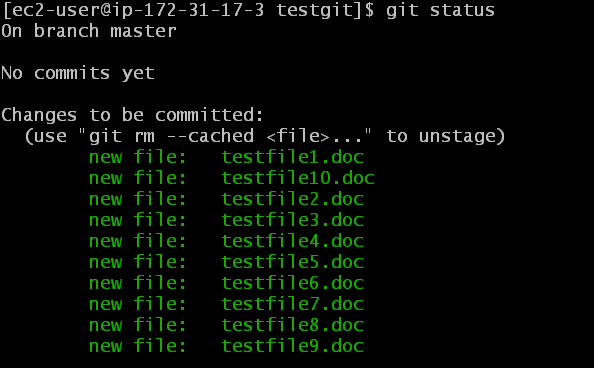 [ec2-user@ip-172-31-17-3 testgit]$ git status
On branch master
No commits yet
Changes to be committed:
(use "git rm --cached <file>..." to unstage)
new file: testfile1.doc
new file: testfile10.doc
new file: testfile2.doc
new file: testfile3.doc
new file: testfile4.doc
new file: testfile5.doc
new file: testfile6.doc
new file: testfile7.doc
new file: testfile8.doc
new file: testfile9.doc